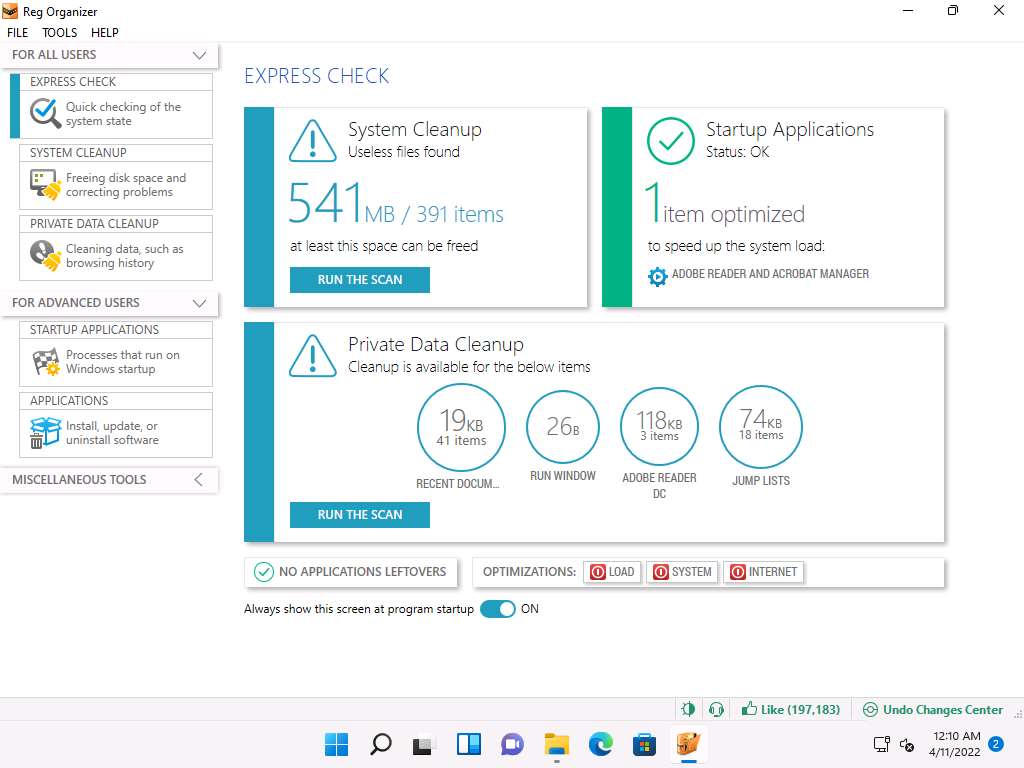 Reg Organizer
FILE TOOLS HELP
FOR ALL USERS
EXPRESS CHECK
Quick checking of the
system state
SYSTEM CLEANUP
Freeing disk space and
correcting problems
PRIVATE DATA CLEANUP
Cleaning data, such as
browsing history
FOR ADVANCED USERS
STARTUP APPLICATIONS
Processes that run on
Windows startup
APPLICATIONS
Install, update, or
uninstall software
MISCELLANEOUS TOOLS
EXPRESS CHECK
System Cleanup
Useless files found
541MB / 391 items
at least this space can be freed
RUN THE SCAN
Startup Applications
Status: OK
1item optimized
to speed up the system load:
ADOBE READER AND ACROBAT MANAGER
Private Data Cleanup
Cleanup is available for the below items
19KB
41 items
RECENT DOCUM...
26B
RUN WINDOW
118KB
3 items
ADOBE READER
DC
74KB
18 items
JUMP LISTS
RUN THE SCAN
NO APPLICATIONS LEFTOVERS
OPTIMIZATIONS: LOAD SYSTEM INTERNET
Always show this screen at program startup ON
Like (197,183) Undo Changes Center
12:10 AM
4/11/2022
2